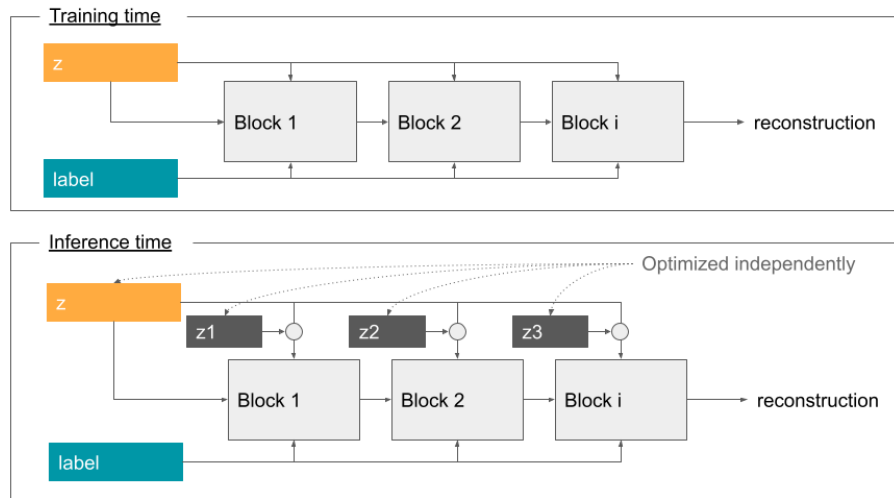 Training time
z
Block 1
Block 2
Block i
reconstruction
label
Inference time
Optimized independently
z
z1
z2
z3
Block 1
Block 2
Block i
reconstruction
label